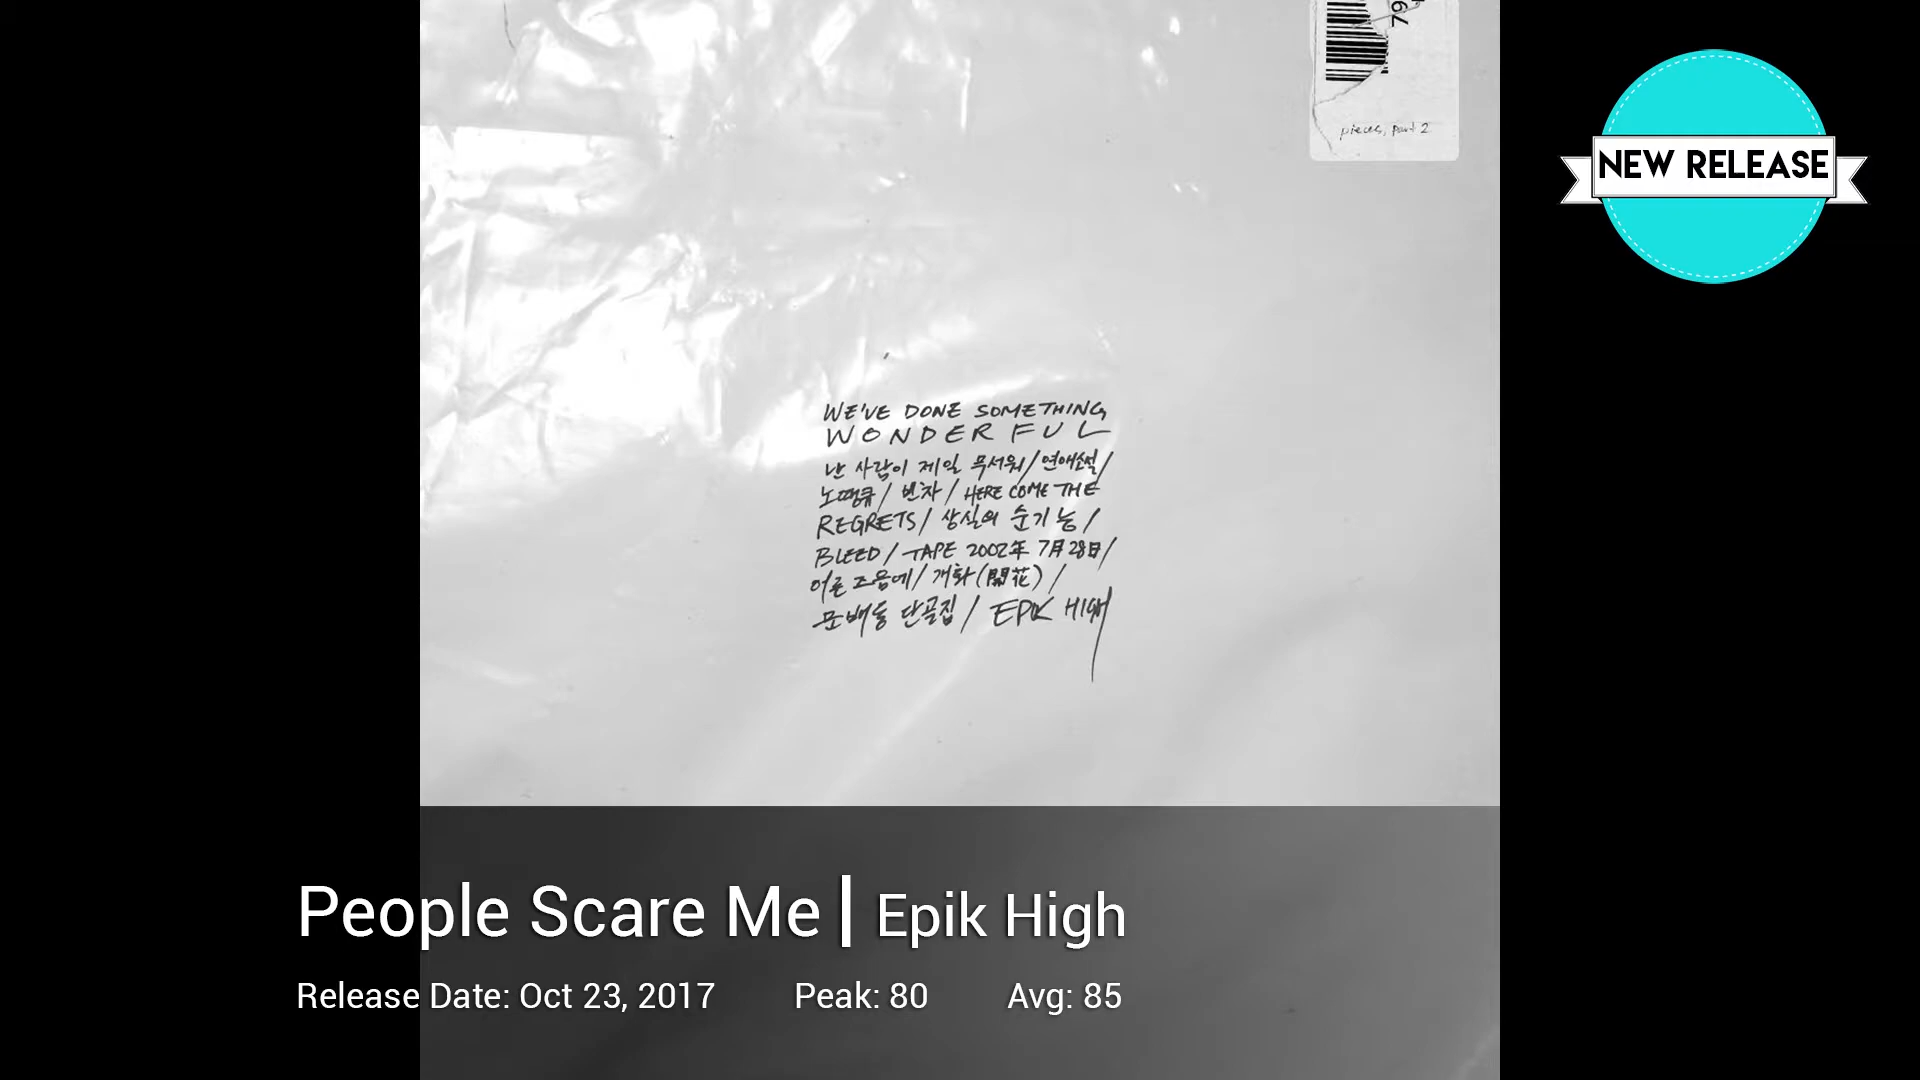 97
pieces, part 2
NEW RELEASE
WE'VE DONE SOMETHING
WONDERFUL
난 사람이 제일 무서워/연애소설/
노땡큐/ 빈차/ HERE COME THE
REGRETS/ 상실의 순기능/
BLEED/ TAPE 2002年 7月28日/
어른 즈음에/ 개화(開花) /
문배동 단골집/ EPIK HIGH
People Scare Me | Epik High
Release Date: Oct 23, 2017 Peak: 80 Avg: 85